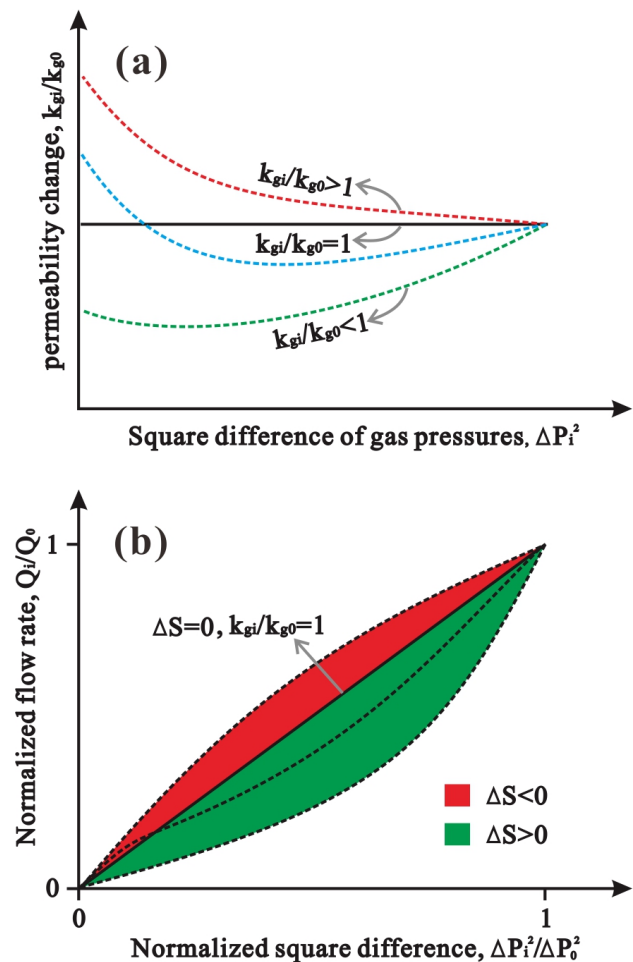 (a)
permeability change, kgi/kg0
kgi/kg0>1
kgi/kg0=1
kgi/kg0<1
Square difference of gas pressures, ΔPi²
(b)
Normalized flow rate, Qi/Q0
1
ΔS=0, kgi/kg0=1
ΔS<0
ΔS>0
0
0
1
Normalized square difference, ΔPi²/ΔP0²